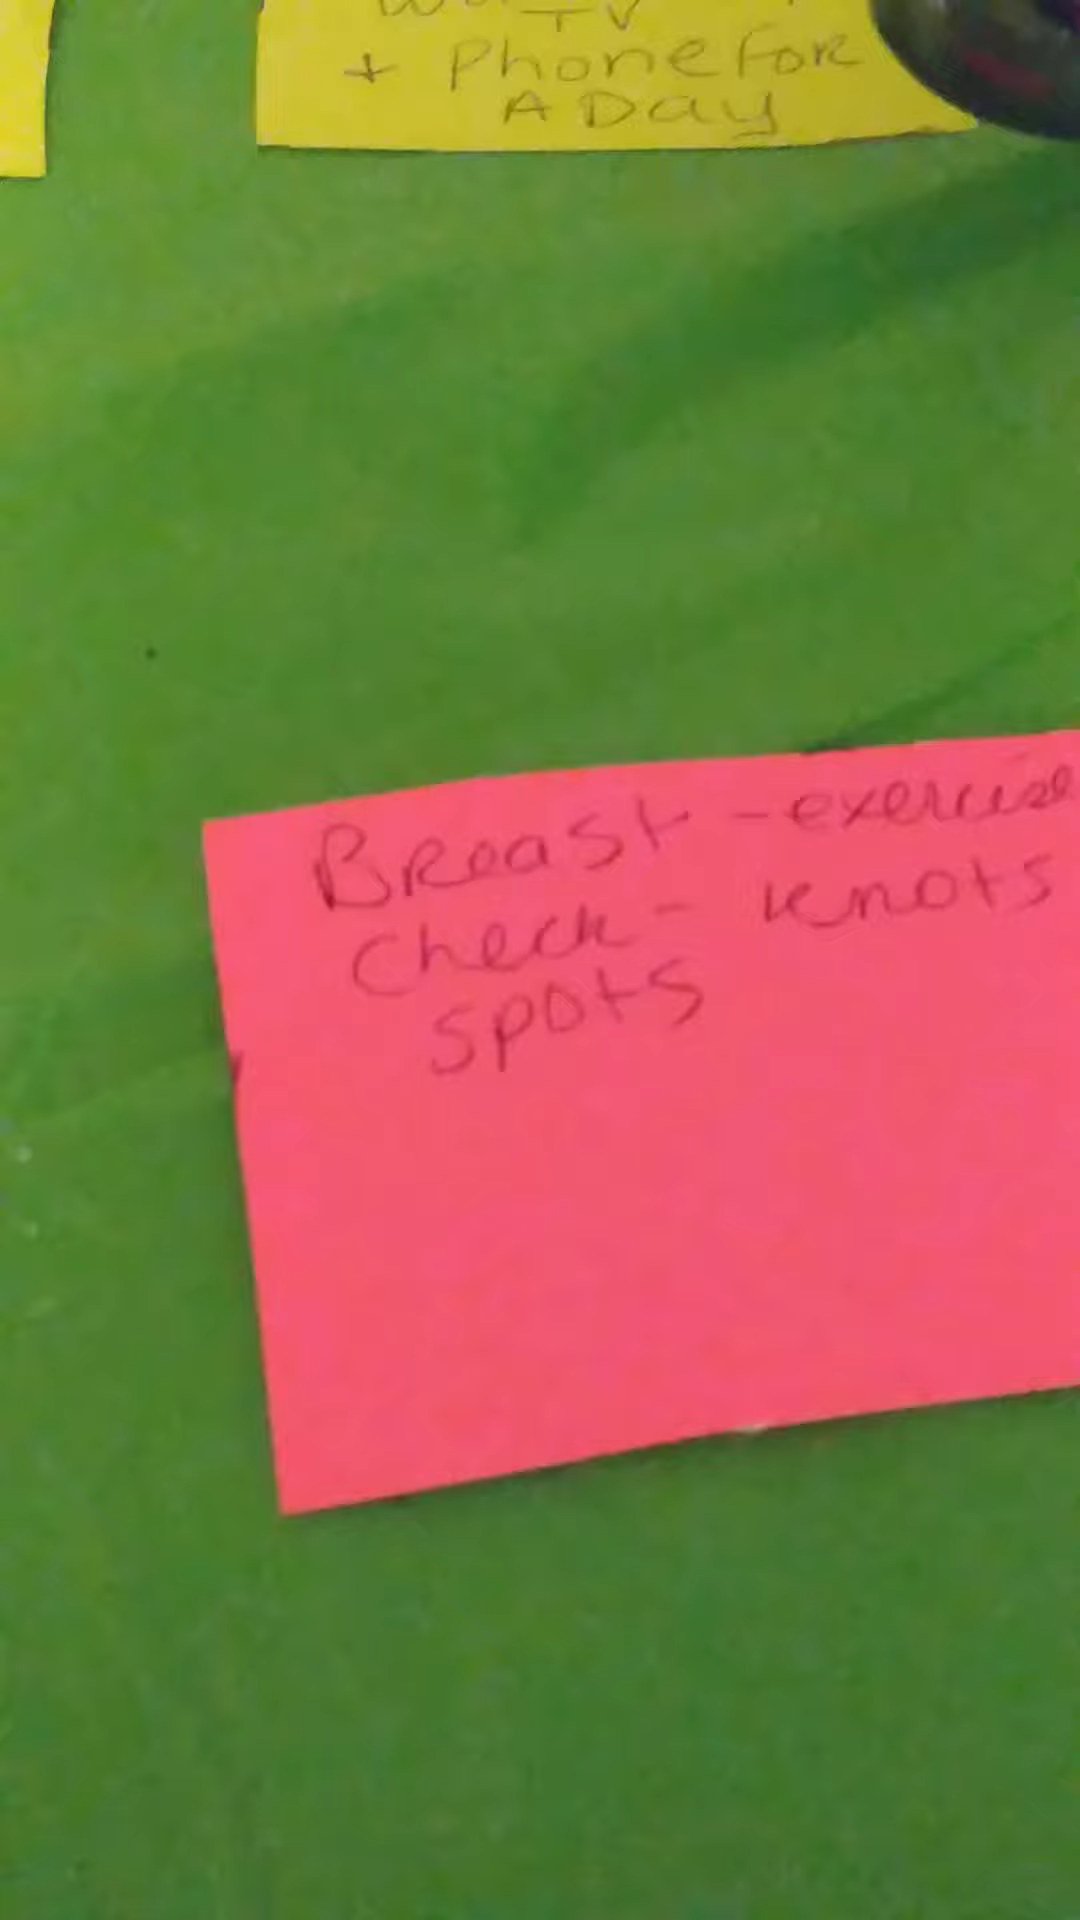 TV
+ Phone FOR
A Day
Breast - exercise
Check - knots
spots